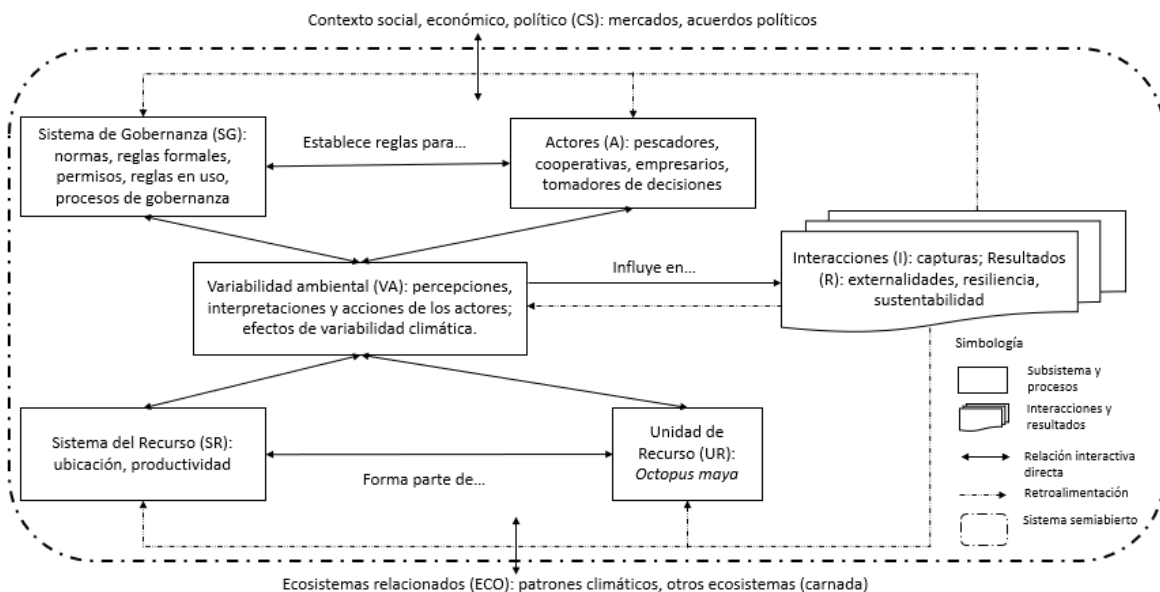 Contexto social, económico, político (CS): mercados, acuerdos políticos
Sistema de Gobernanza (SG):
normas, reglas formales,
permisos, reglas en uso,
procesos de gobernanza
Establece reglas para...
Actores (A): pescadores,
cooperativas, empresarios,
tomadores de decisiones
Variabilidad ambiental (VA): percepciones,
interpretaciones y acciones de los actores;
efectos de variabilidad climática.
Influye en...
Interacciones (I): capturas; Resultados
(R): externalidades, resiliencia,
sustentabilidad
Sistema del Recurso (SR):
ubicación, productividad
Forma parte de...
Unidad de
Recurso (UR):
Octopus maya
Simbología
Subsistema y
procesos
Interacciones y
resultados
Relación interactiva
directa
Retroalimentación
Sistema semiabierto
Ecosistemas relacionados (ECO): patrones climáticos, otros ecosistemas (carnada)